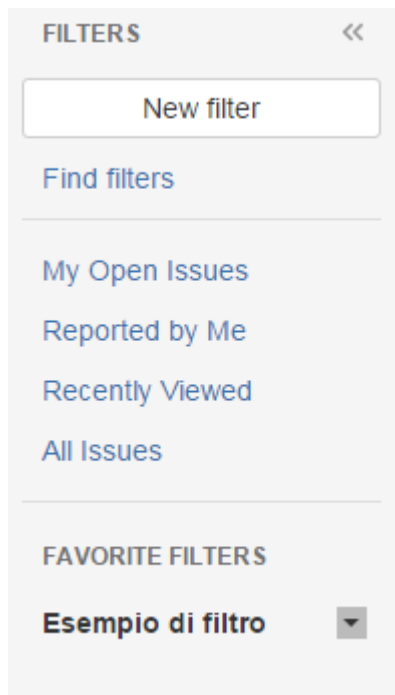 FILTERS
New filter
Find filters
My Open Issues
Reported by Me
Recently Viewed
All Issues
FAVORITE FILTERS
Esempio di filtro